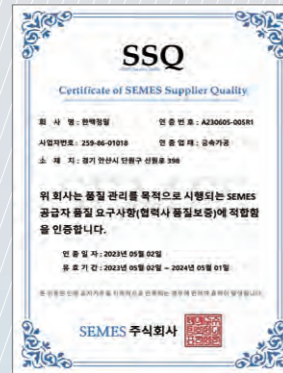 SSQ
Certificate of SEMES Supplier Quality
회 사 명 : 한백정밀 인 증 번 호 : A230605-005R1
사업자번호 : 259-86-01018 인 증 업 태 : 금속가공
소 재 지 : 경기 안산시 단원구 신원로 398
위 회사는 품질 관리를 목적으로 시행되는 SEMES
공급자 품질 요구사항(협력사 품질보증)에 적합함
을 인증합니다.
인 증 일 자 : 2023년 05월 02일
유 효 기 간 : 2023년 05월 02일 ~ 2024년 05월 01일
SEMES 주식회사